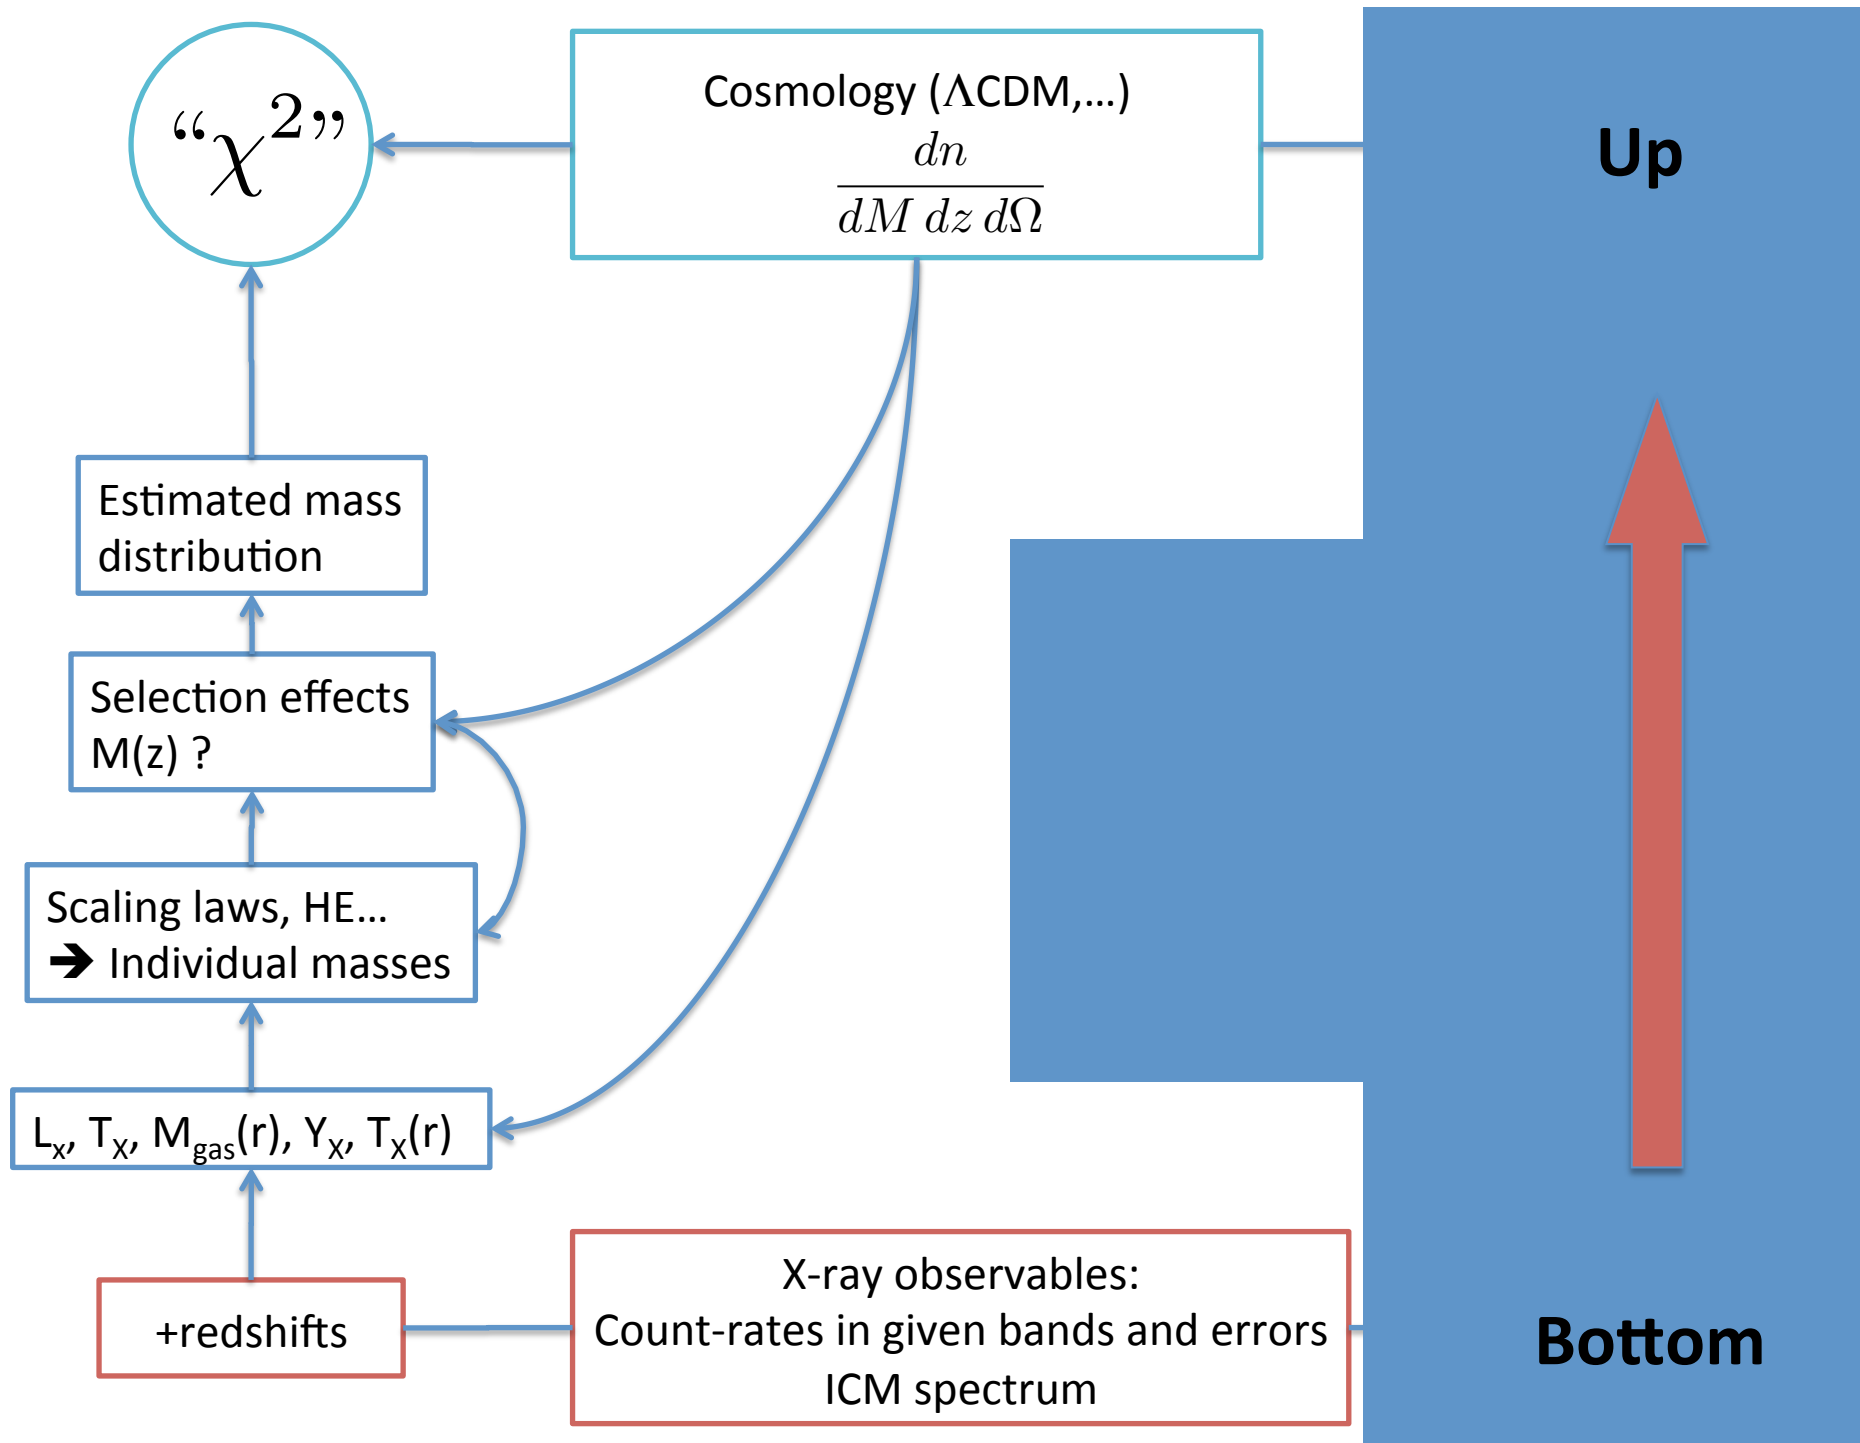 “χ²”
Cosmology (ΛCDM,...)
dn
dM dz dΩ
Up
Estimated mass
distribution
Selection effects
M(z) ?
Scaling laws, HE...
➔ Individual masses
Lx, TX, Mgas(r), YX, TX(r)
+redshifts
X-ray observables:
Count-rates in given bands and errors
ICM spectrum
Bottom